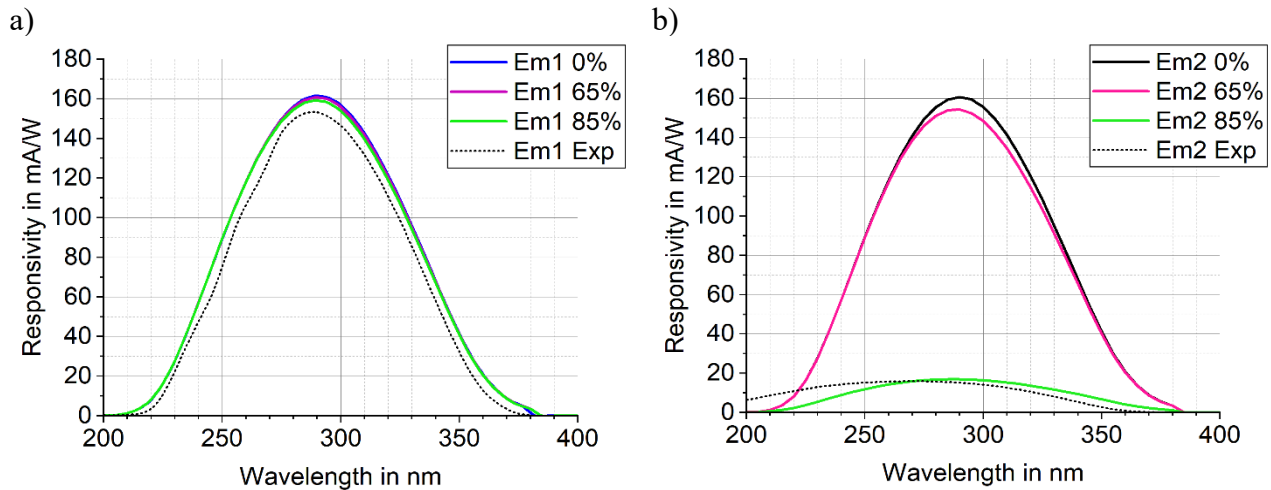 a)
180
160
140
120
100
80
60
40
20
0
200
250
300
350
400
Responsivity in mA/W
Wavelength in nm
Em1 0%
Em1 65%
Em1 85%
Em1 Exp
b)
180
160
140
120
100
80
60
40
20
0
200
250
300
350
400
Responsivity in mA/W
Wavelength in nm
Em2 0%
Em2 65%
Em2 85%
Em2 Exp